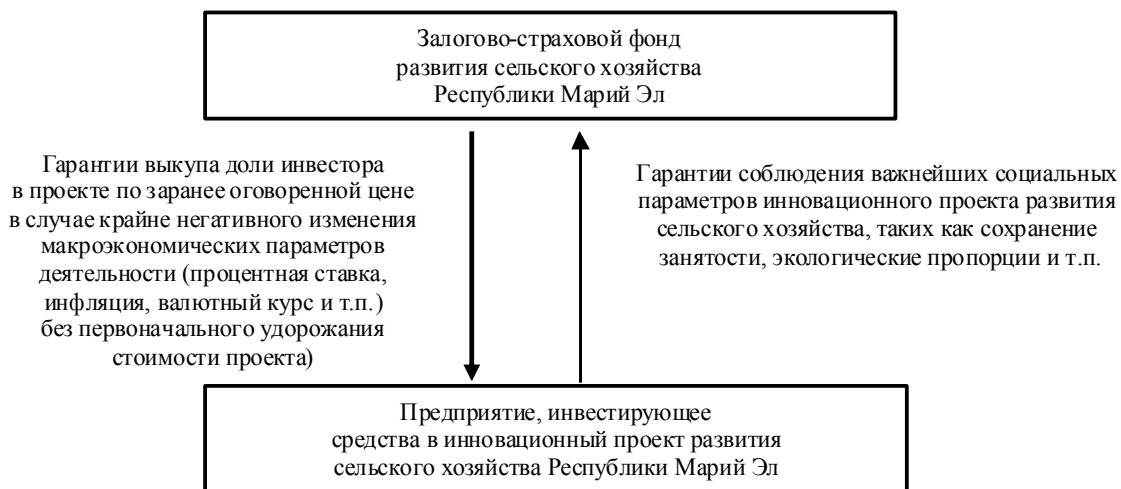 Залогово-страховой фонд
развития сельского хозяйства
Республики Марий Эл
Гарантии выкупа доли инвестора
в проекте по заранее оговоренной цене
в случае крайне негативного изменения
макроэкономических параметров
деятельности (процентная ставка,
инфляция, валютный курс и т.п.)
без первоначального удорожания
стоимости проекта)
Гарантии соблюдения важнейших социальных
параметров инновационного проекта развития
сельского хозяйства, таких как сохранение
занятости, экологические пропорции и т.п.
Предприятие, инвестирующее
средства в инновационный проект развития
сельского хозяйства Республики Марий Эл